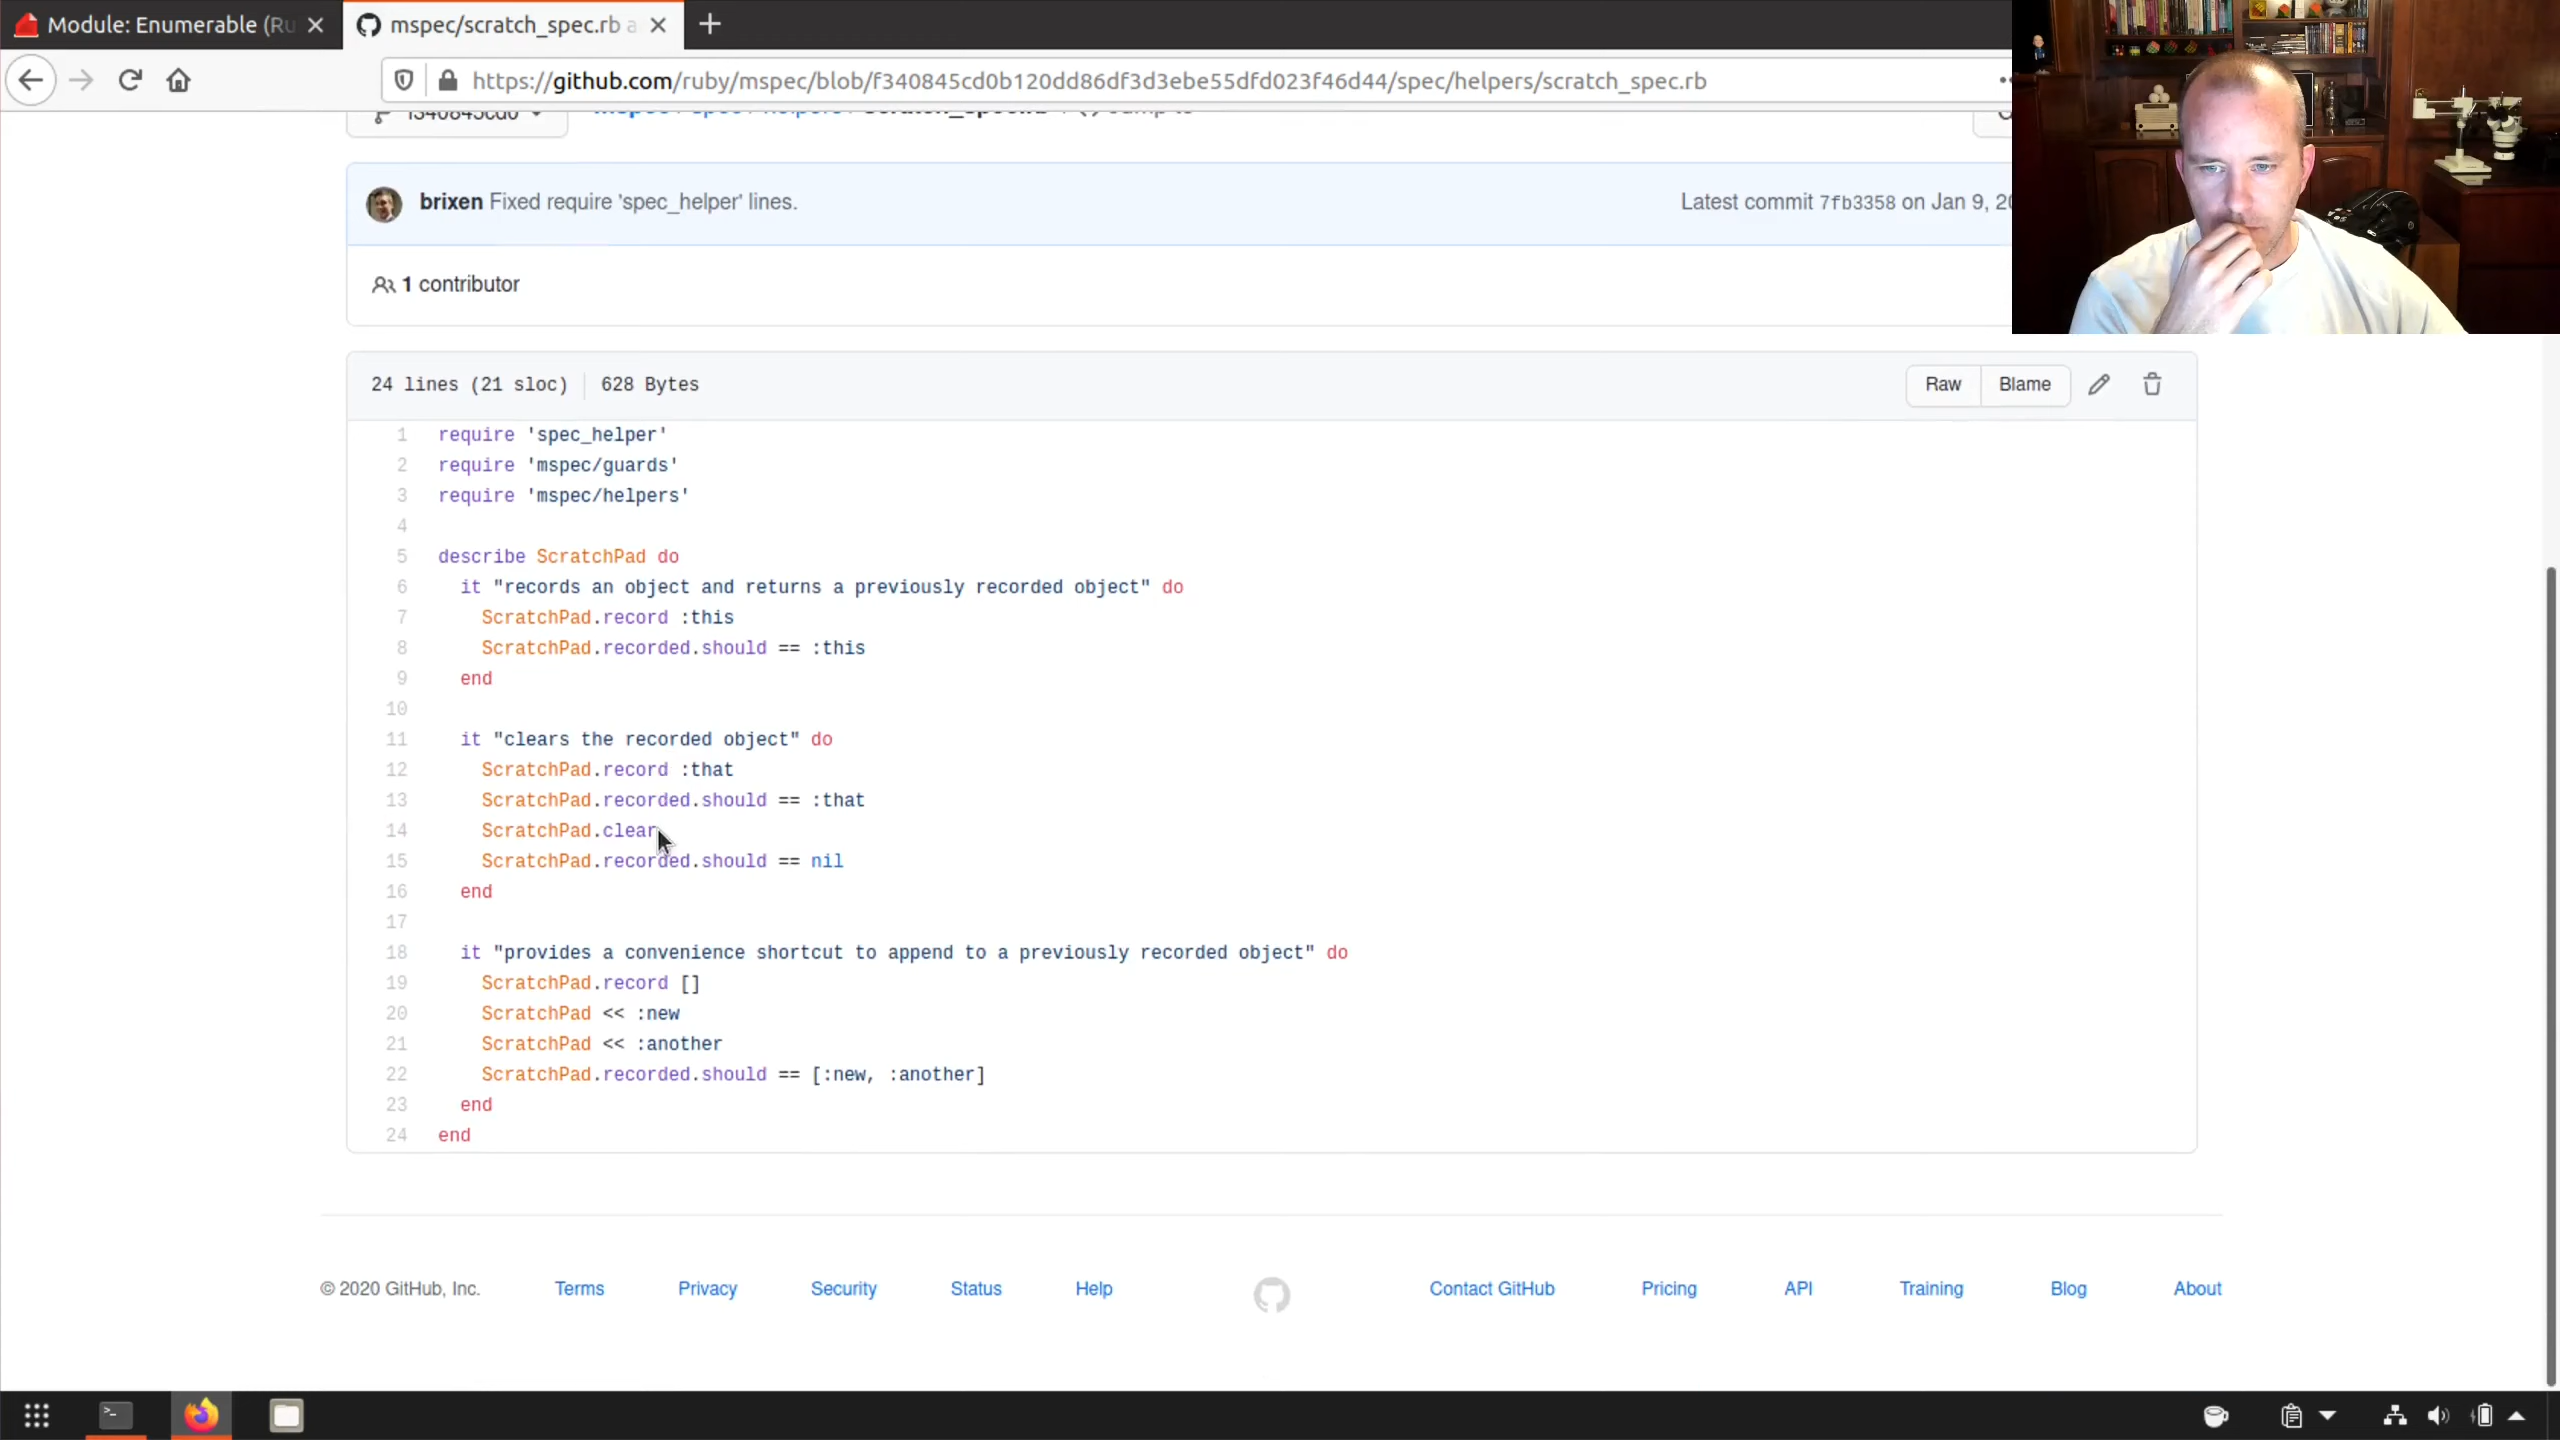 Module: Enumerable (Ru
mspec/scratch_spec.rb a
https://github.com/ruby/mspec/blob/f340845cd0b120dd86df3d3ebe55dfd023f46d44/spec/helpers/scratch_spec.rb
brixen Fixed require 'spec_helper' lines.
Latest commit 7fb3358 on Jan 9, 20
1 contributor
24 lines (21 sloc) 628 Bytes
Raw Blame
1 require 'spec_helper'
2 require 'mspec/guards'
3 require 'mspec/helpers'
4
5 describe ScratchPad do
6 it "records an object and returns a previously recorded object" do
7 ScratchPad.record :this
8 ScratchPad.recorded.should == :this
9 end
10
11 it "clears the recorded object" do
12 ScratchPad.record :that
13 ScratchPad.recorded.should == :that
14 ScratchPad.clear
15 ScratchPad.recorded.should == nil
16 end
17
18 it "provides a convenience shortcut to append to a previously recorded object" do
19 ScratchPad.record []
20 ScratchPad << :new
21 ScratchPad << :another
22 ScratchPad.recorded.should == [:new, :another]
23 end
24 end
© 2020 GitHub, Inc. Terms Privacy Security Status Help Contact GitHub Pricing API Training Blog About